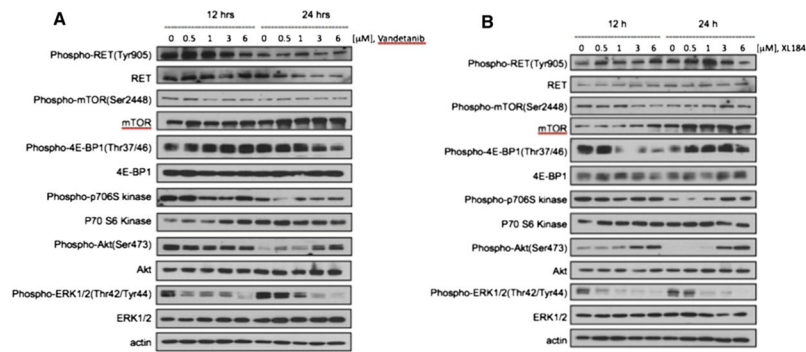 A
12 hrs 24 hrs
0 0.5 1 3 6 0 0.5 1 3 6 [µM], Vandetanib
Phospho-RET(Tyr905)
RET
Phospho-mTOR(Ser2448)
mTOR
Phospho-4E-BP1(Thr37/46)
4E-BP1
Phospho-p706S kinase
P70 S6 Kinase
Phospho-Akt(Ser473)
Akt
Phospho-ERK1/2(Thr42/Tyr44)
ERK1/2
actin
B
12 h 24 h
0 0.5 1 3 6 0 0.5 1 3 6 [µM], XL184
Phospho-RET(Tyr905)
RET
Phospho-mTOR(Ser2448)
mTOR
Phospho-4E-BP1(Thr37/46)
4E-BP1
Phospho-p706S kinase
P70 S6 Kinase
Phospho-Akt(Ser473)
Akt
Phospho-ERK1/2(Thr42/Tyr44)
ERK1/2
actin